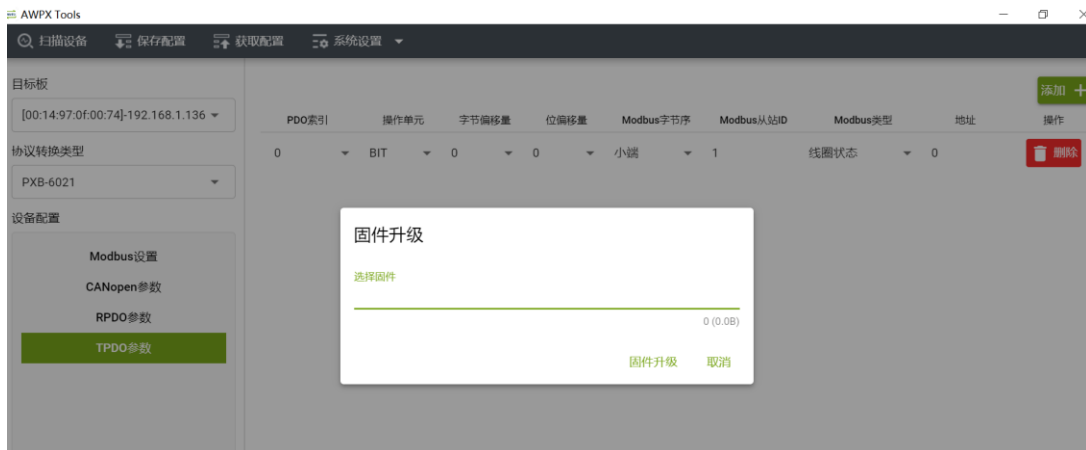 AWPX Tools
扫描设备 保存配置 获取配置 系统设置
目标板
[00:14:97:0f:00:74]-192.168.1.136
协议转换类型
PXB-6021
设备配置
Modbus设置
CANopen参数
RPDO参数
TPDO参数
添加 +
PDO索引 操作单元 字节偏移量 位偏移量 Modbus字节序 Modbus从站ID Modbus类型 地址 操作
0 BIT 0 0 小端 1 线圈状态 0 删除
固件升级
选择固件
0 (0.0B)
固件升级 取消